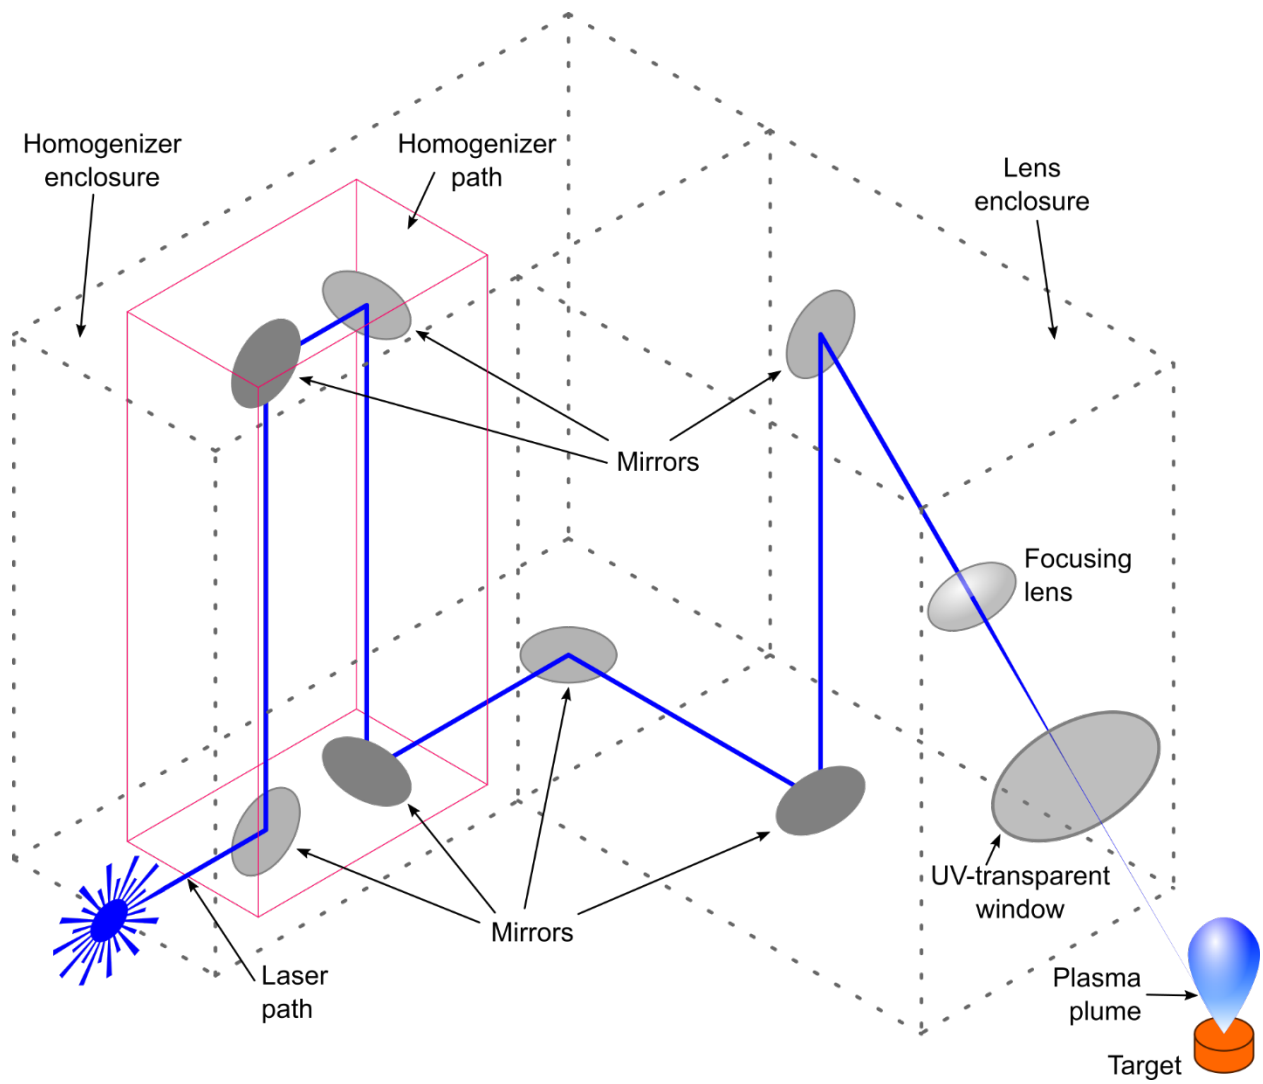 Homogenizer
enclosure
Homogenizer
path
Lens
enclosure
Mirrors
Focusing
lens
UV-transparent
window
Mirrors
Laser
path
Plasma
plume
Target